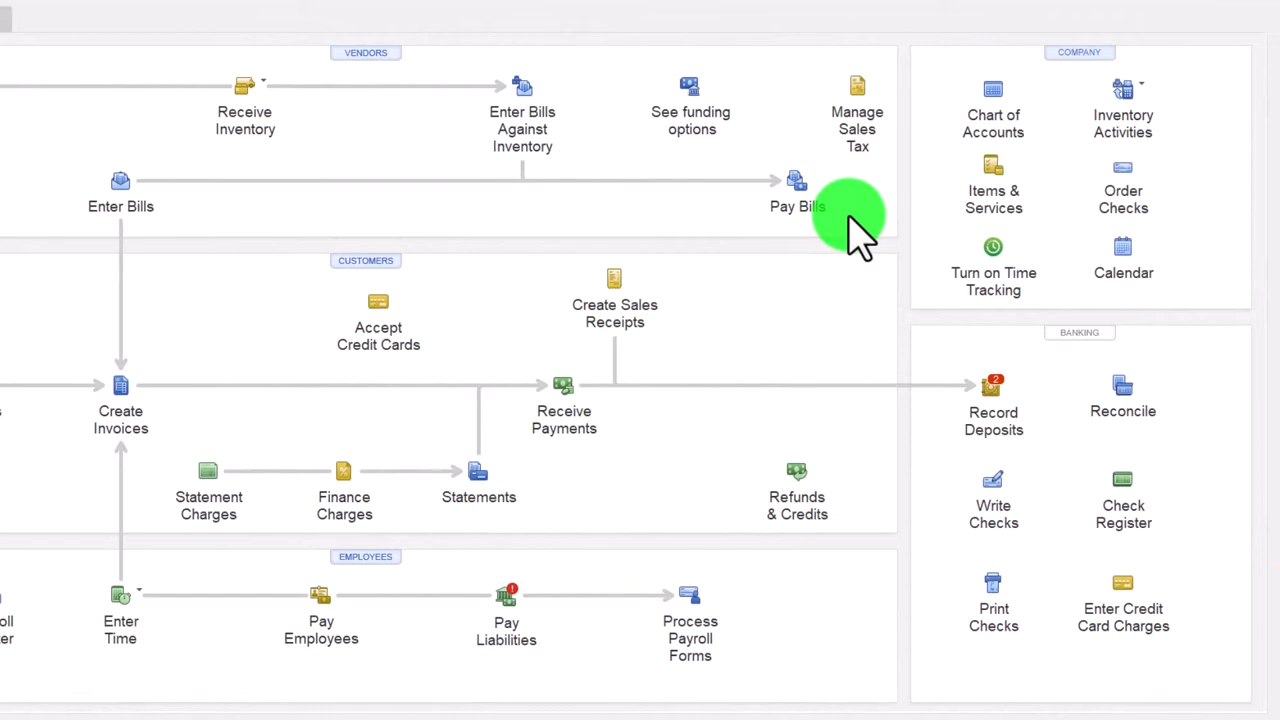 VENDORS
Receive
Inventory
Enter Bills
Against
Inventory
See funding
options
Manage
Sales
Tax
Enter Bills
Pay Bills
COMPANY
Chart of
Accounts
Inventory
Activities
Items &
Services
Order
Checks
Turn on Time
Tracking
Calendar
CUSTOMERS
Create Sales
Receipts
Accept
Credit Cards
s
Create
Invoices
Receive
Payments
Statement
Charges
Finance
Charges
Statements
Refunds
& Credits
BANKING
2
Record
Deposits
Reconcile
Write
Checks
Check
Register
Print
Checks
Enter Credit
Card Charges
EMPLOYEES
oll
ter
Enter
Time
Pay
Employees
!
Pay
Liabilities
Process
Payroll
Forms